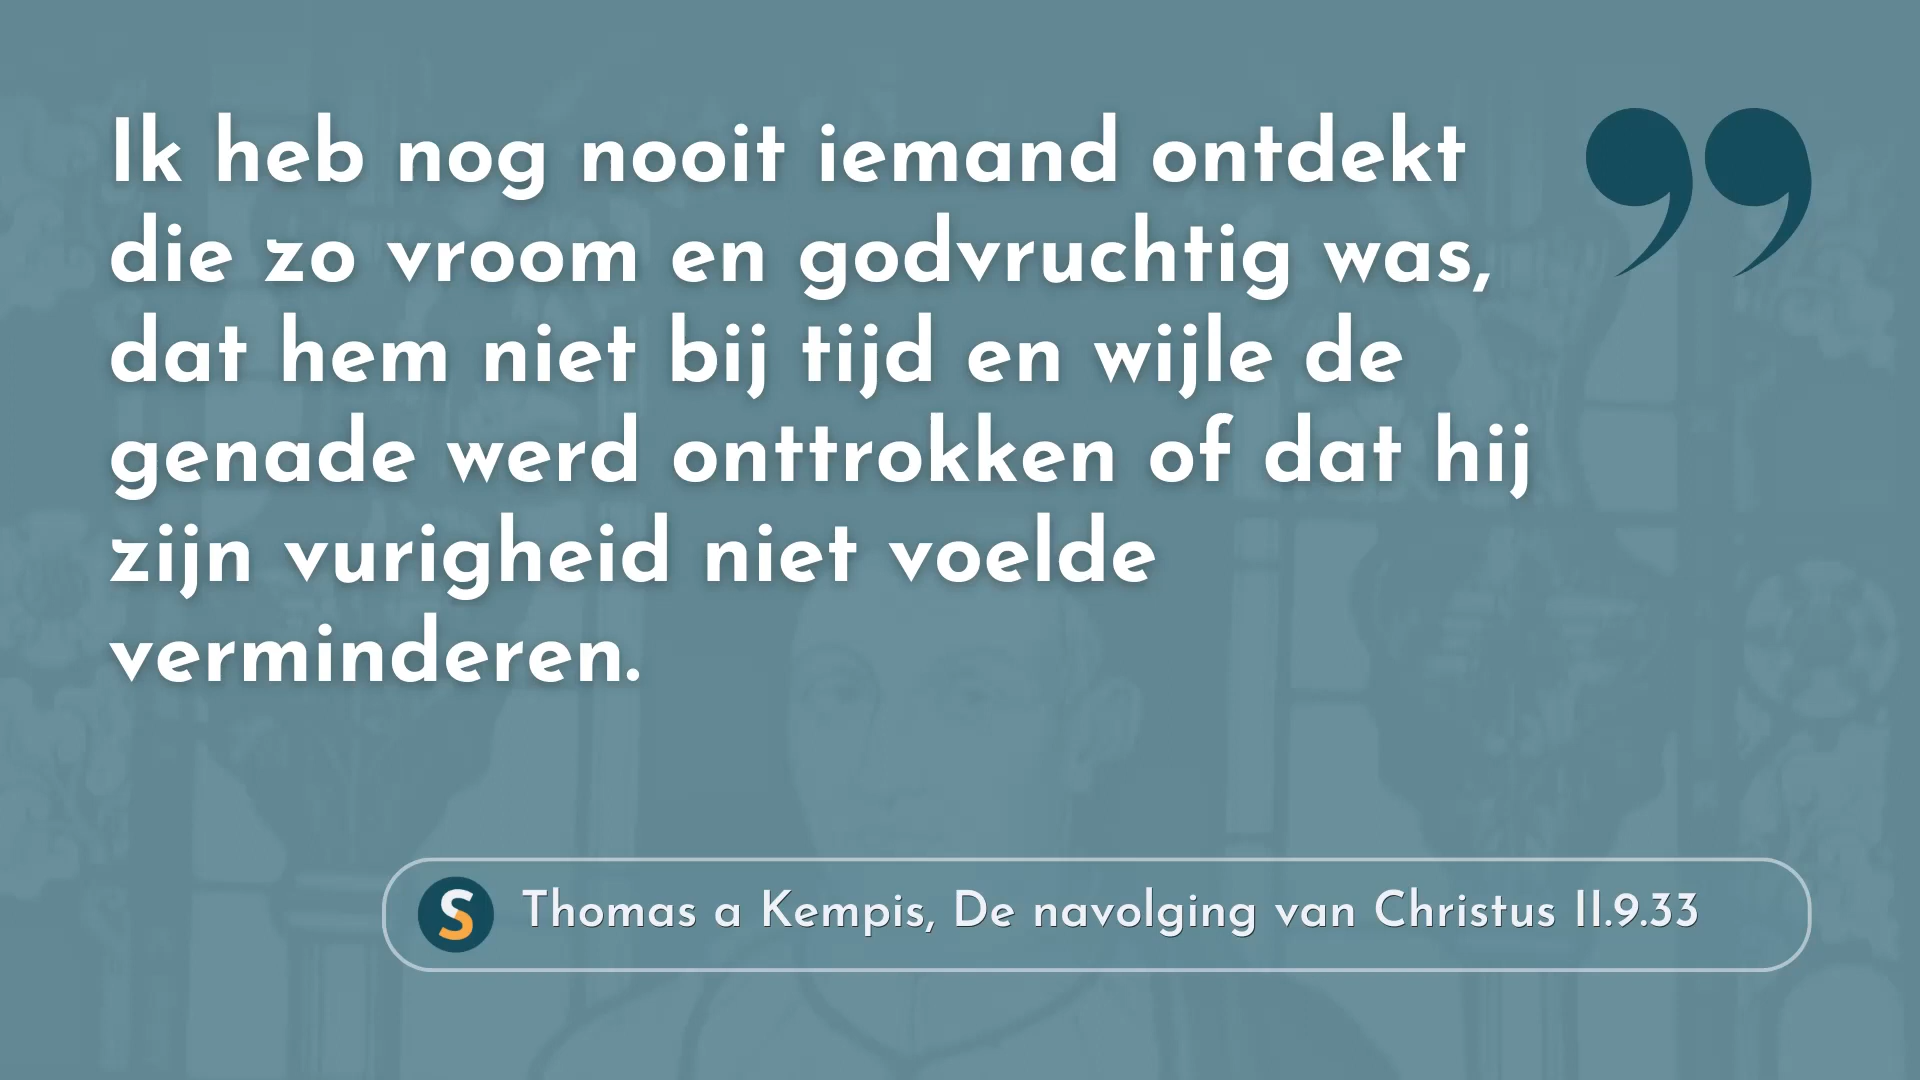 Ik heb nog nooit iemand ontdekt
die zo vroom en godvruchtig was,
dat hem niet bij tijd en wijle de
genade werd onttrokken of dat hij
zijn vurigheid niet voelde
verminderen.
”
S Thomas a Kempis, De navolging van Christus II.9.33